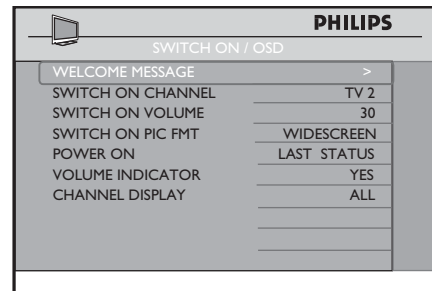 PHILIPS
SWITCH ON / OSD
WELCOME MESSAGE >
SWITCH ON CHANNEL TV 2
SWITCH ON VOLUME 30
SWITCH ON PIC FMT WIDESCREEN
POWER ON LAST STATUS
VOLUME INDICATOR YES
CHANNEL DISPLAY ALL